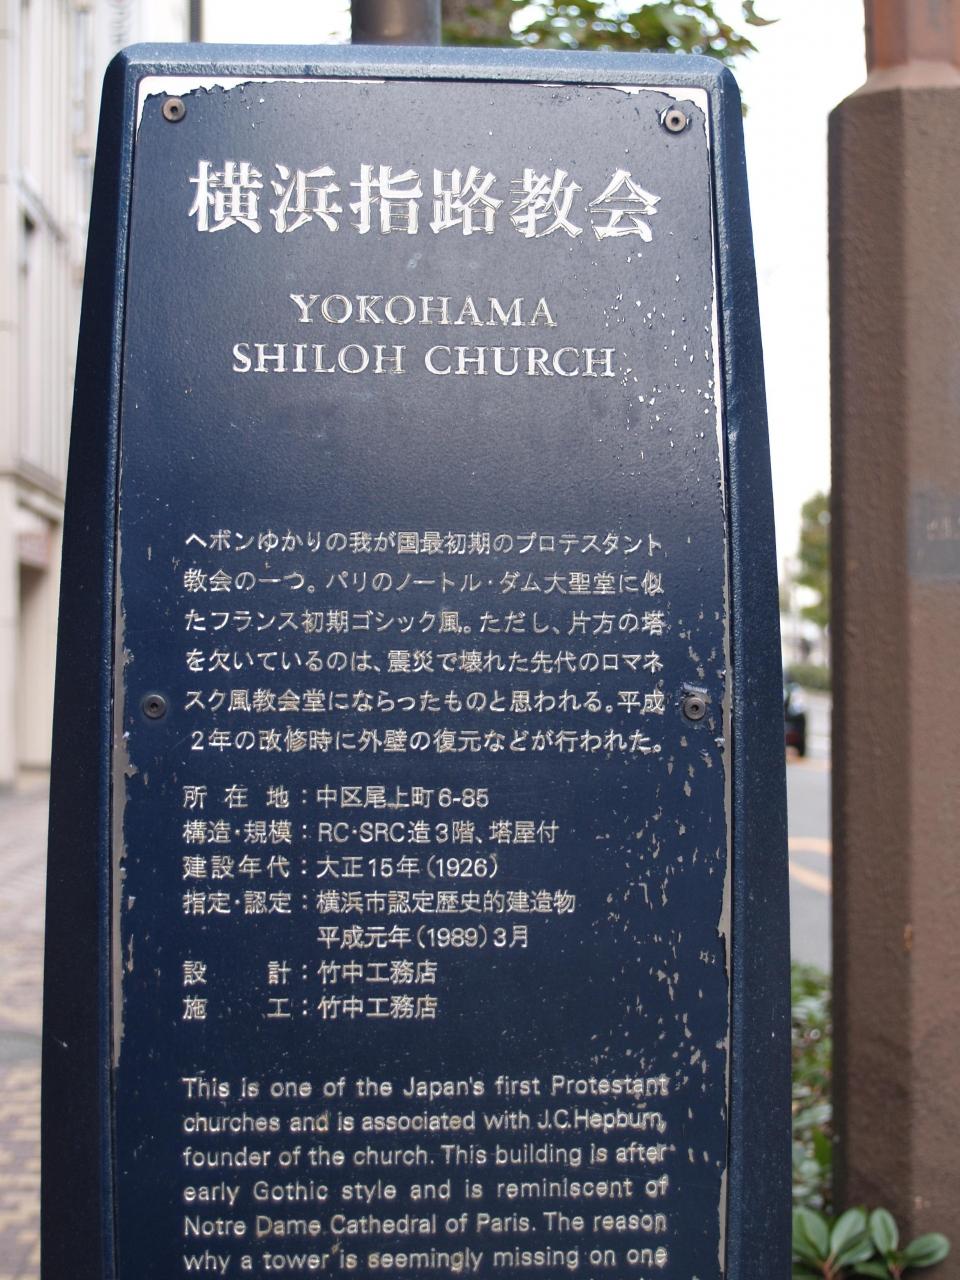 横浜指路教会
YOKOHAMA
SHILOH CHURCH
ヘボンゆかりの我が国最初期のプロテスタント
教会の一つ。パリのノートル・ダム大聖堂に似
たフランス初期ゴシック風。ただし、片方の塔
を欠いているのは、震災で壊れた先代のロマネ
スク風教会堂にならったものと思われる。平成
2年の改修時に外壁の復元などが行われた。
所在地：中区尾上町6-85
構造・規模：RC・SRC造3階、塔屋付
建設年代：大正15年（1926）
指定・認定：横浜市認定歴史的建造物
平成元年（1989）3月
設計：竹中工務店
施工：竹中工務店
This is one of the Japan's first Protestant
churches and is associated with J.C.Hepburn,
founder of the church. This building is after
early Gothic style and is reminiscent of
Notre Dame Cathedral of Paris. The reason
why a tower is seemingly missing on one